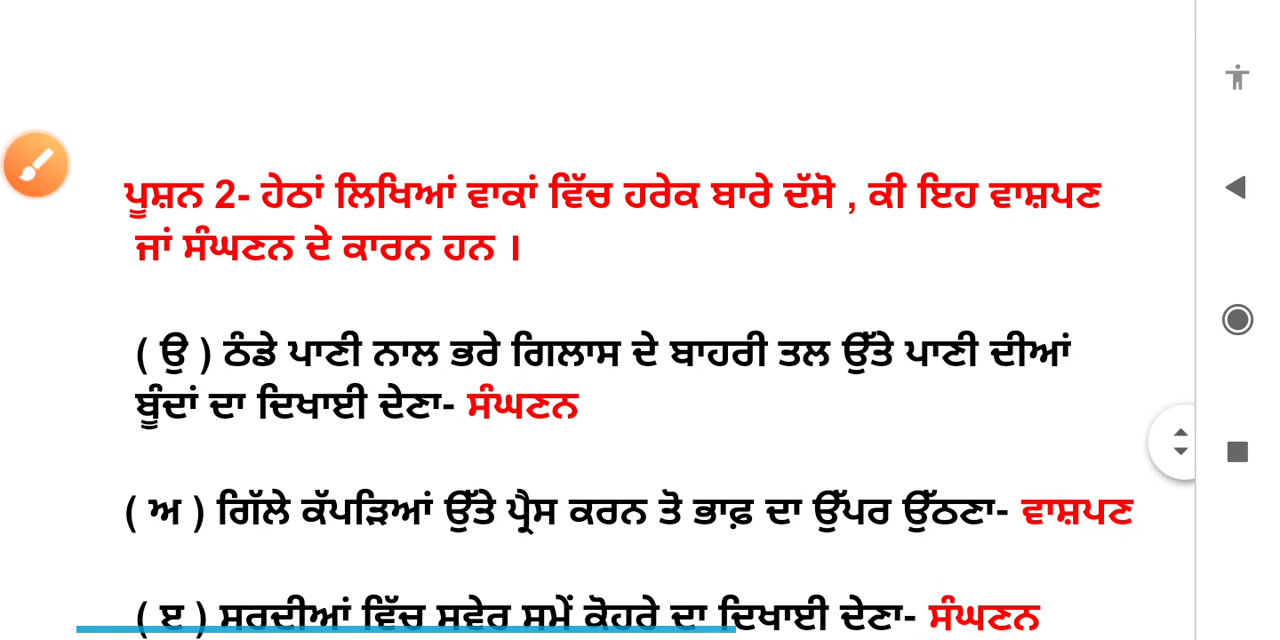 ਪ੍ਰਸ਼ਨ 2- ਹੇਠਾਂ ਲਿਖਿਆਂ ਵਾਕਾਂ ਵਿੱਚ ਹਰੇਕ ਬਾਰੇ ਦੱਸੋ , ਕੀ ਇਹ ਵਾਸ਼ਪਣ
ਜਾਂ ਸੰਘਣਨ ਦੇ ਕਾਰਨ ਹਨ ।
( ਉ ) ਠੰਡੇ ਪਾਣੀ ਨਾਲ ਭਰੇ ਗਿਲਾਸ ਦੇ ਬਾਹਰੀ ਤਲ ਉੱਤੇ ਪਾਣੀ ਦੀਆਂ
ਬੂੰਦਾਂ ਦਾ ਦਿਖਾਈ ਦੇਣਾ- ਸੰਘਣਨ
( ਅ ) ਗਿੱਲੇ ਕੱਪੜਿਆਂ ਉੱਤੇ ਪ੍ਰੈਸ ਕਰਨ ਤੋ ਭਾਫ਼ ਦਾ ਉੱਪਰ ਉੱਠਣਾ- ਵਾਸ਼ਪਣ
( ੲ ) ਸਰਦੀਆਂ ਵਿੱਚ ਸਵੇਰ ਸਮੇਂ ਕੋਹਰੇ ਦਾ ਦਿਖਾਈ ਦੇਣਾ- ਸੰਘਣਨ